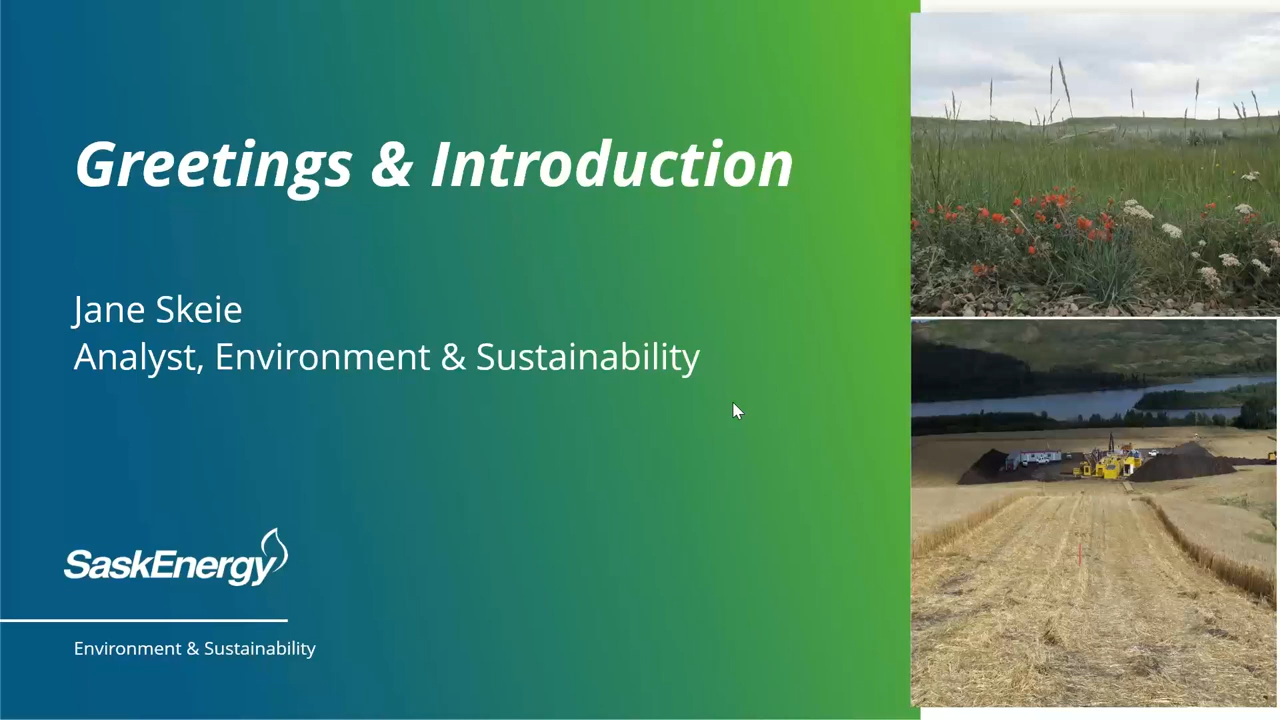 Greetings & Introduction
Jane Skeie
Analyst, Environment & Sustainability
SaskEnergy
Environment & Sustainability